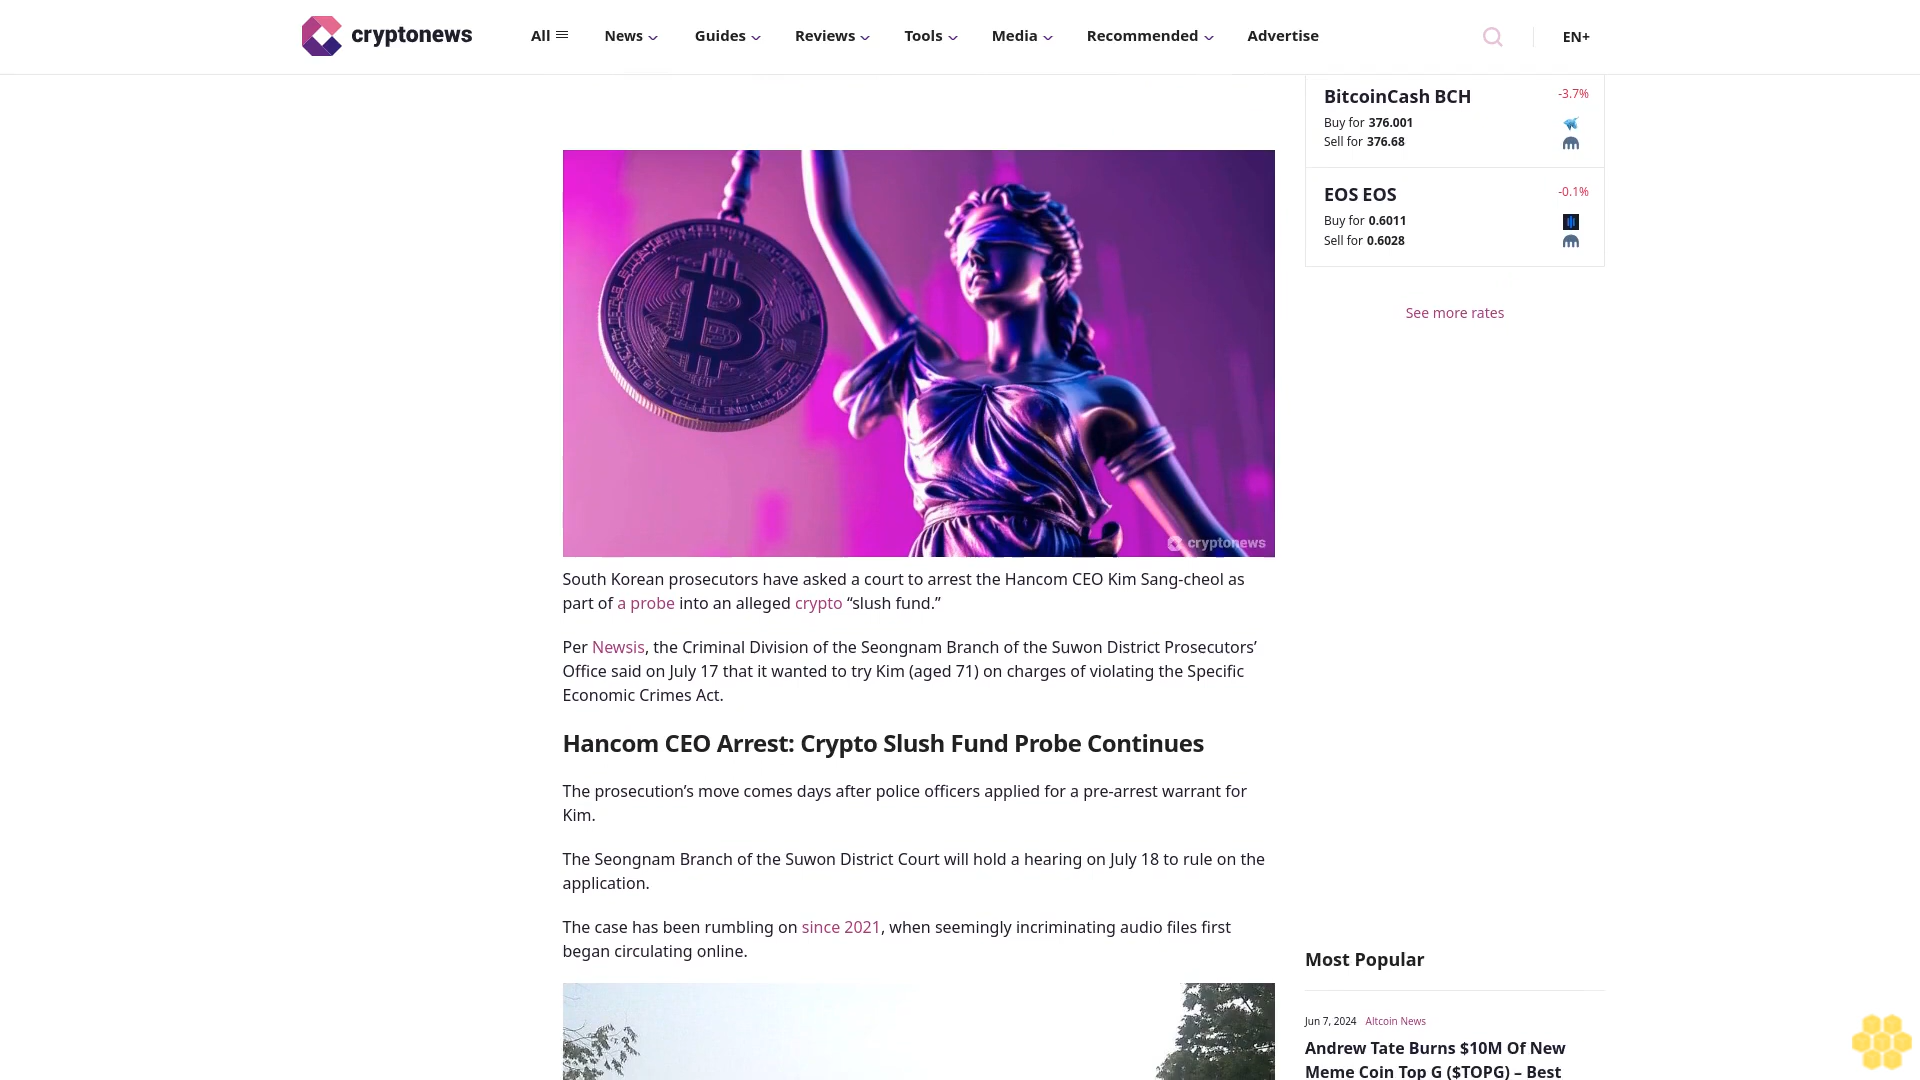 cryptonews
All
News
Guides
Reviews
Tools
Media
Recommended
Advertise
EN+
BitcoinCash BCH
-3.7%
Buy for 376.001
Sell for 376.68
EOS EOS
-0.1%
Buy for 0.6011
Sell for 0.6028
See more rates
cryptonews
South Korean prosecutors have asked a court to arrest the Hancom CEO Kim Sang-cheol as
part of a probe into an alleged crypto “slush fund.”
Per Newsis, the Criminal Division of the Seongnam Branch of the Suwon District Prosecutors’
Office said on July 17 that it wanted to try Kim (aged 71) on charges of violating the Specific
Economic Crimes Act.
Hancom CEO Arrest: Crypto Slush Fund Probe Continues
The prosecution’s move comes days after police officers applied for a pre-arrest warrant for
Kim.
The Seongnam Branch of the Suwon District Court will hold a hearing on July 18 to rule on the
application.
The case has been rumbling on since 2021, when seemingly incriminating audio files first
began circulating online.
Most Popular
Jun 7, 2024 Altcoin News
Andrew Tate Burns $10M Of New
Meme Coin Top G ($TOPG) – Best